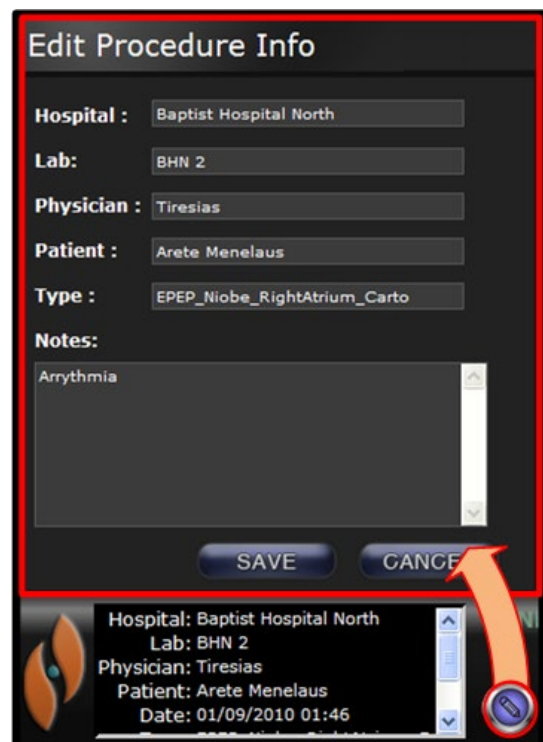 Edit Procedure Info
Hospital : Baptist Hospital North
Lab: BHN 2
Physician : Tiresias
Patient : Arete Menelaus
Type : EPEP_Niobe_RightAtrium_Carto
Notes:
Arrythmia
SAVE CANCE
Hospital: Baptist Hospital North
Lab: BHN 2
Physician: Tiresias
Patient: Arete Menelaus
Date: 01/09/2010 01:46